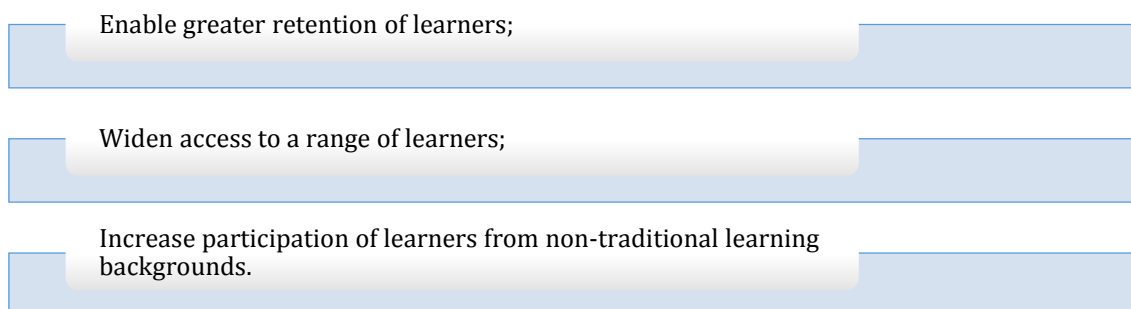 Enable greater retention of learners;
Widen access to a range of learners;
Increase participation of learners from non-traditional learning
backgrounds.